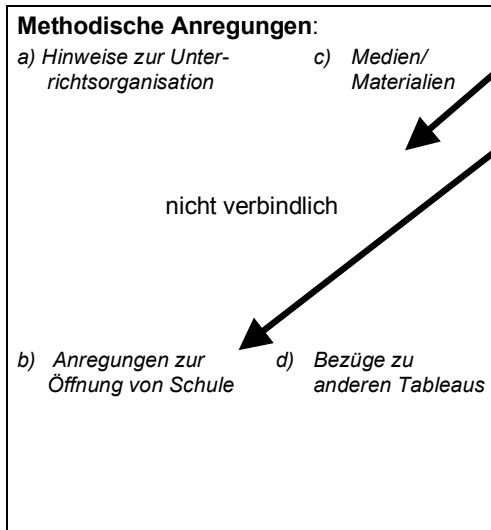 Methodische Anregungen:
a) Hinweise zur Unter-
richtsorganisation
c) Medien/
Materialien
nicht verbindlich
b) Anregungen zur
Öffnung von Schule
d) Bezüge zu
anderen Tableaus